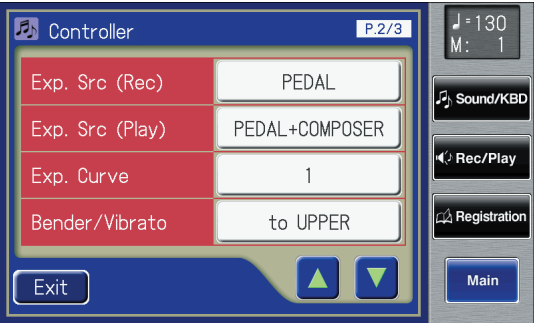 Controller
P.2/3
♩=130
M: 1
Exp. Src (Rec)
PEDAL
Exp. Src (Play)
PEDAL+COMPOSER
Exp. Curve
1
Bender/Vibrato
to UPPER
Exit
Sound/KBD
Rec/Play
Registration
Main